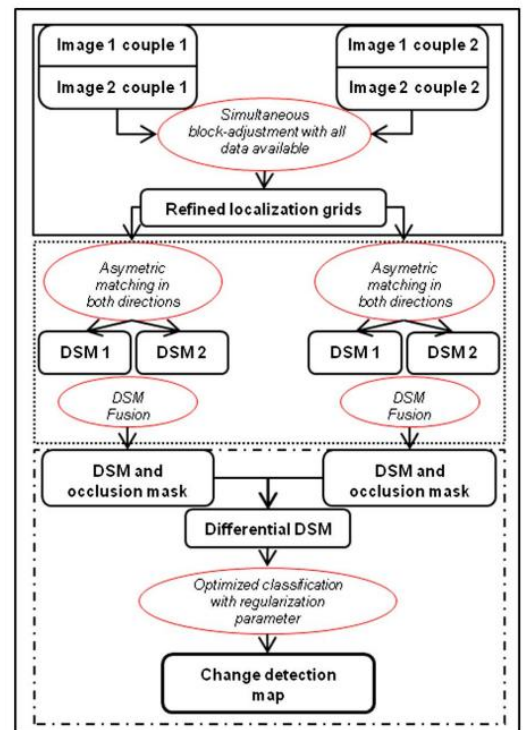 Image 1 couple 1
Image 2 couple 1
Image 1 couple 2
Image 2 couple 2
Simultaneous
block-adjustment with all
data available
Refined localization grids
Asymetric
matching in
both directions
Asymetric
matching in
both directions
DSM 1
DSM 2
DSM 1
DSM 2
DSM
Fusion
DSM
Fusion
DSM and
occlusion mask
DSM and
occlusion mask
Differential DSM
Optimized classification
with regularization
parameter
Change detection
map